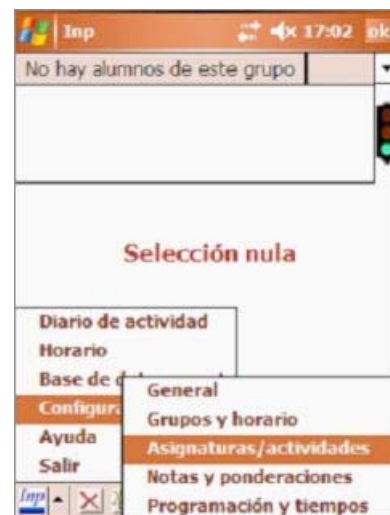 Inp 17:02 ok
No hay alumnos de este grupo
Selección nula
Diario de actividad
Horario
Base de
General
Configura
Grupos y horario
Ayuda
Asignaturas/actividades
Salir
Notas y ponderaciones
Inp
Programación y tiempos